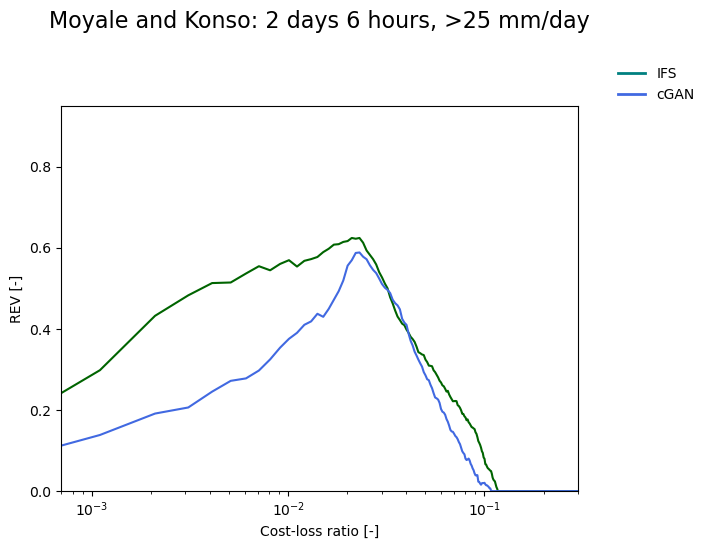 Moyale and Konso: 2 days 6 hours, >25 mm/day
IFS
cGAN
0.8
0.6
0.4
0.2
0.0
REV [-]
10⁻³
10⁻²
10⁻¹
Cost-loss ratio [-]